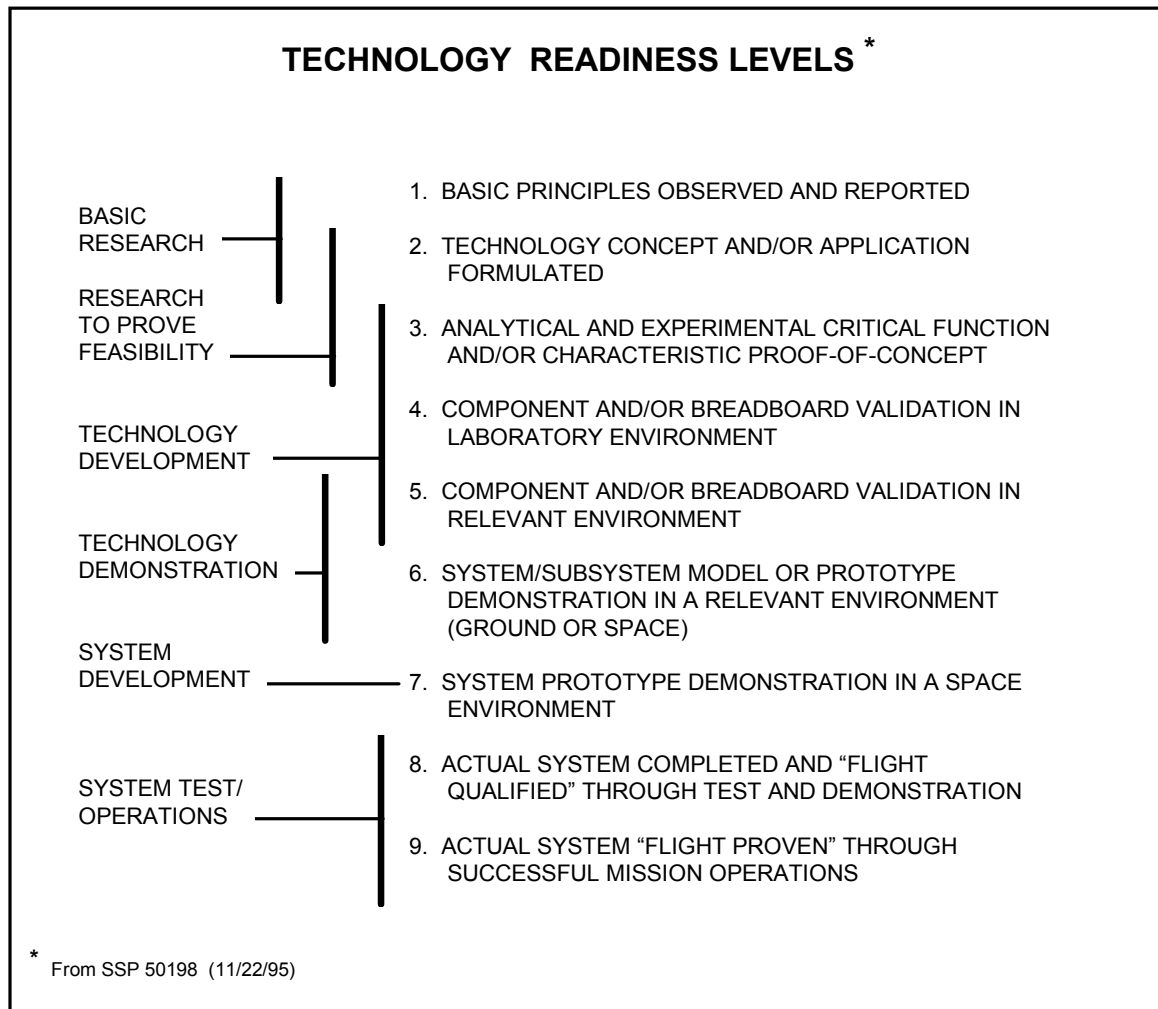 TECHNOLOGY READINESS LEVELS *
BASIC
RESEARCH
RESEARCH
TO PROVE
FEASIBILITY
TECHNOLOGY
DEVELOPMENT
TECHNOLOGY
DEMONSTRATION
SYSTEM
DEVELOPMENT
SYSTEM TEST/
OPERATIONS
1. BASIC PRINCIPLES OBSERVED AND REPORTED
2. TECHNOLOGY CONCEPT AND/OR APPLICATION
FORMULATED
3. ANALYTICAL AND EXPERIMENTAL CRITICAL FUNCTION
AND/OR CHARACTERISTIC PROOF-OF-CONCEPT
4. COMPONENT AND/OR BREADBOARD VALIDATION IN
LABORATORY ENVIRONMENT
5. COMPONENT AND/OR BREADBOARD VALIDATION IN
RELEVANT ENVIRONMENT
6. SYSTEM/SUBSYSTEM MODEL OR PROTOTYPE
DEMONSTRATION IN A RELEVANT ENVIRONMENT
(GROUND OR SPACE)
7. SYSTEM PROTOTYPE DEMONSTRATION IN A SPACE
ENVIRONMENT
8. ACTUAL SYSTEM COMPLETED AND “FLIGHT
QUALIFIED” THROUGH TEST AND DEMONSTRATION
9. ACTUAL SYSTEM “FLIGHT PROVEN” THROUGH
SUCCESSFUL MISSION OPERATIONS
* From SSP 50198 (11/22/95)